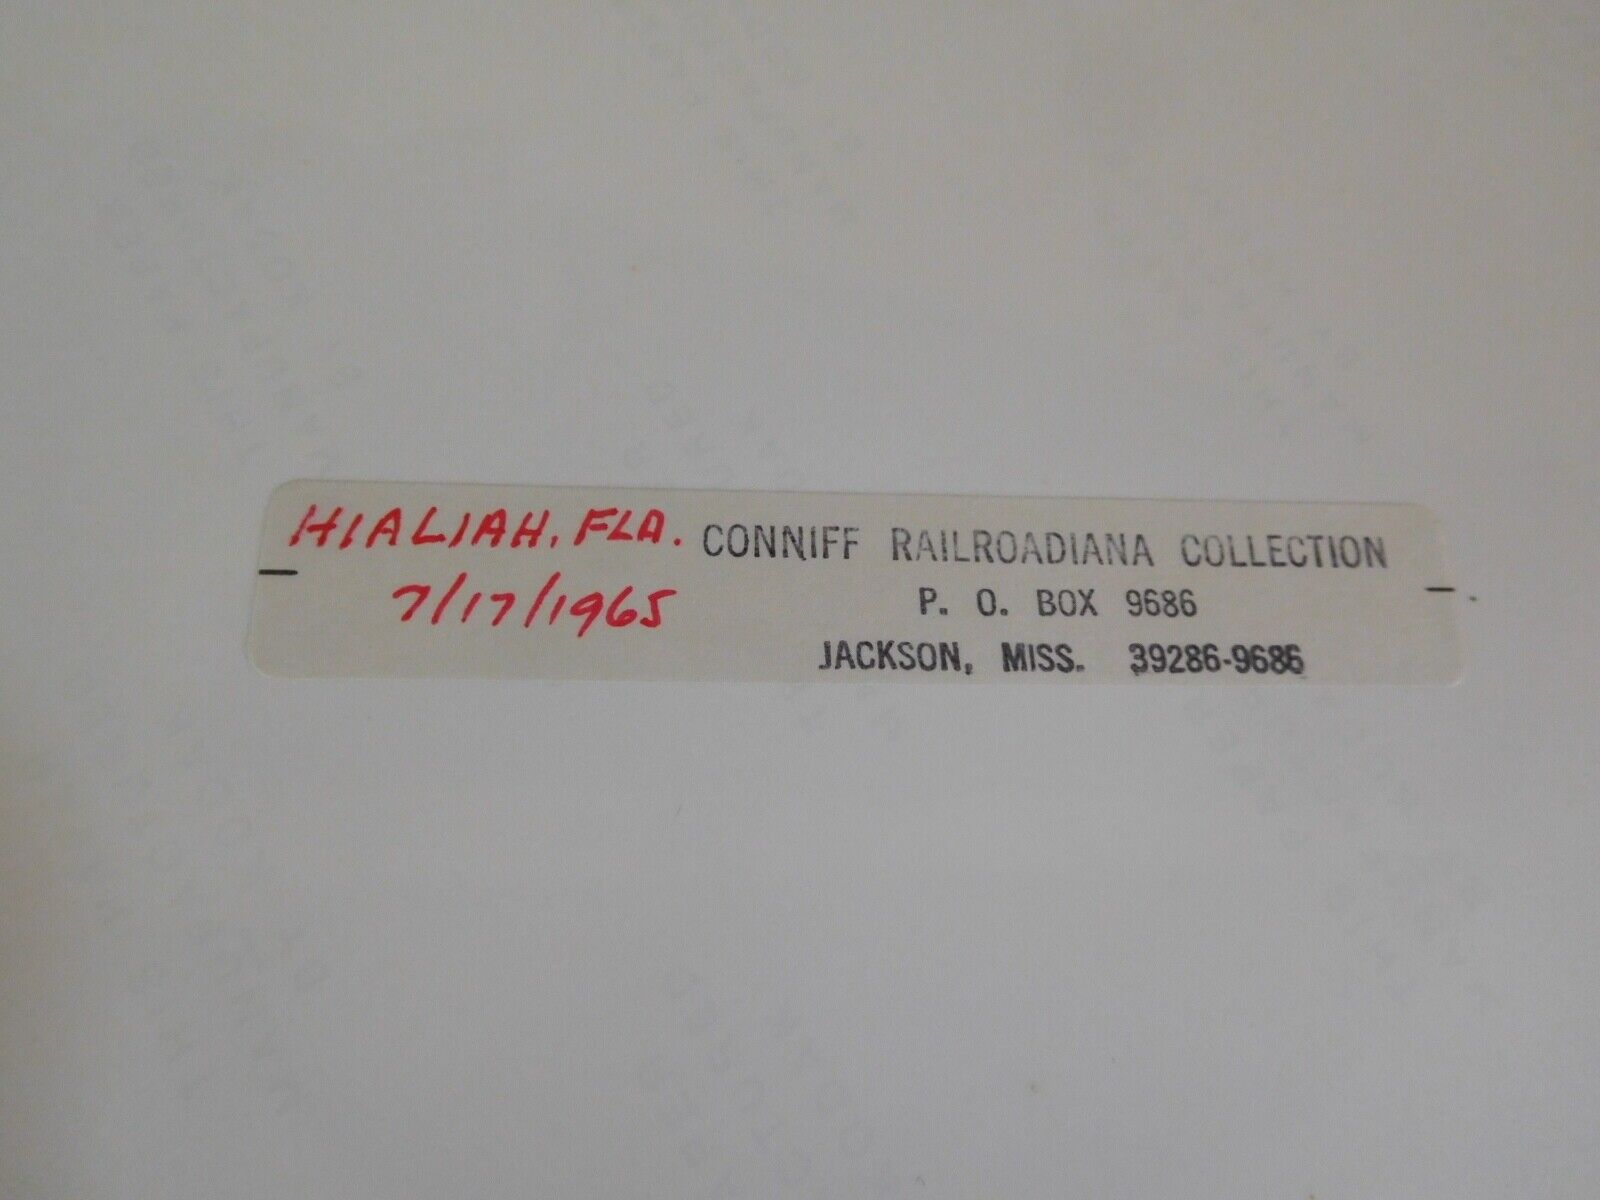 HIALIAH, FLA.
7/17/1965
CONNIFF RAILROADIANA COLLECTION
P. O. BOX 9686
JACKSON, MISS. 39286-9686